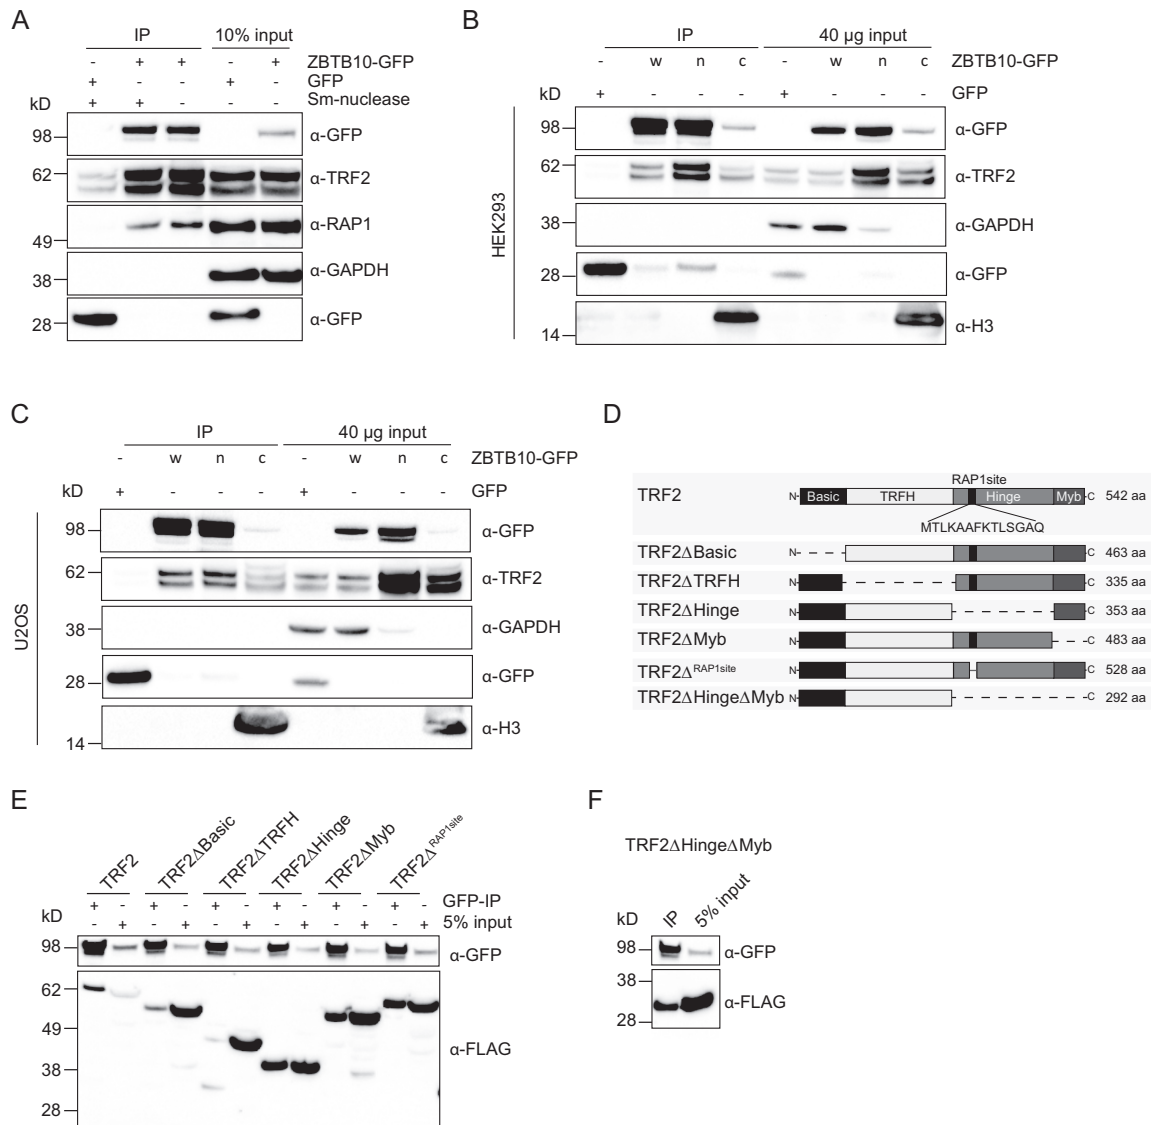 A
IP 10% input
- + + - + ZBTB10-GFP
+ - - + - GFP
+ + - - - Sm-nuclease
kD
98 α-GFP
62 α-TRF2
49 α-RAP1
38 α-GAPDH
28 α-GFP
B
IP 40 µg input
- w n c - w n c ZBTB10-GFP
kD + - - - + - - - GFP
HEK293
98 α-GFP
62 α-TRF2
38 α-GAPDH
28 α-GFP
14 α-H3
C
IP 40 µg input
- w n c - w n c ZBTB10-GFP
kD + - - - + - - - GFP
U2OS
98 α-GFP
62 α-TRF2
38 α-GAPDH
28 α-GFP
14 α-H3
D
RAP1site
TRF2 N- Basic TRFH Hinge Myb -C 542 aa
MTLKAAFKTLSGAQ
TRF2ΔBasic N- -C 463 aa
TRF2ΔTRFH N- -C 335 aa
TRF2ΔHinge N- -C 353 aa
TRF2ΔMyb N- -C 483 aa
TRF2ΔRAP1site N- -C 528 aa
TRF2ΔHingeΔMyb N- -C 292 aa
E
TRF2 TRF2ΔBasic TRF2ΔTRFH TRF2ΔHinge TRF2ΔMyb TRF2ΔRAP1site
+ - + - + - + - + - + - GFP-IP
kD - + - + - + - + - + - + 5% input
98 α-GFP
62
49
α-FLAG
38
28
F
TRF2ΔHingeΔMyb
kD IP 5% input
98 α-GFP
38
α-FLAG
28